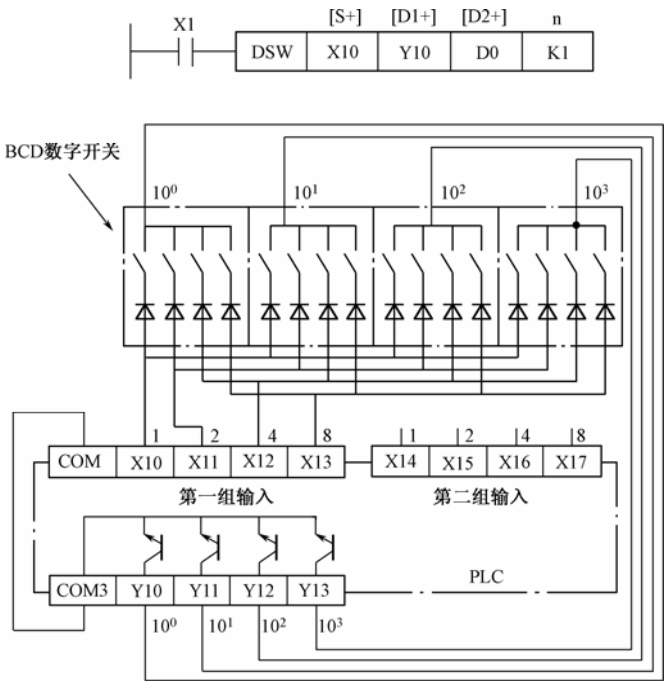 [S+] [D1+] [D2+] n
X1
DSW X10 Y10 D0 K1
BCD数字开关
10⁰ 10¹ 10² 10³
1 2 4 8 1 2 4 8
COM X10 X11 X12 X13 X14 X15 X16 X17
第一组输入 第二组输入
PLC
COM3 Y10 Y11 Y12 Y13
10⁰ 10¹ 10² 10³